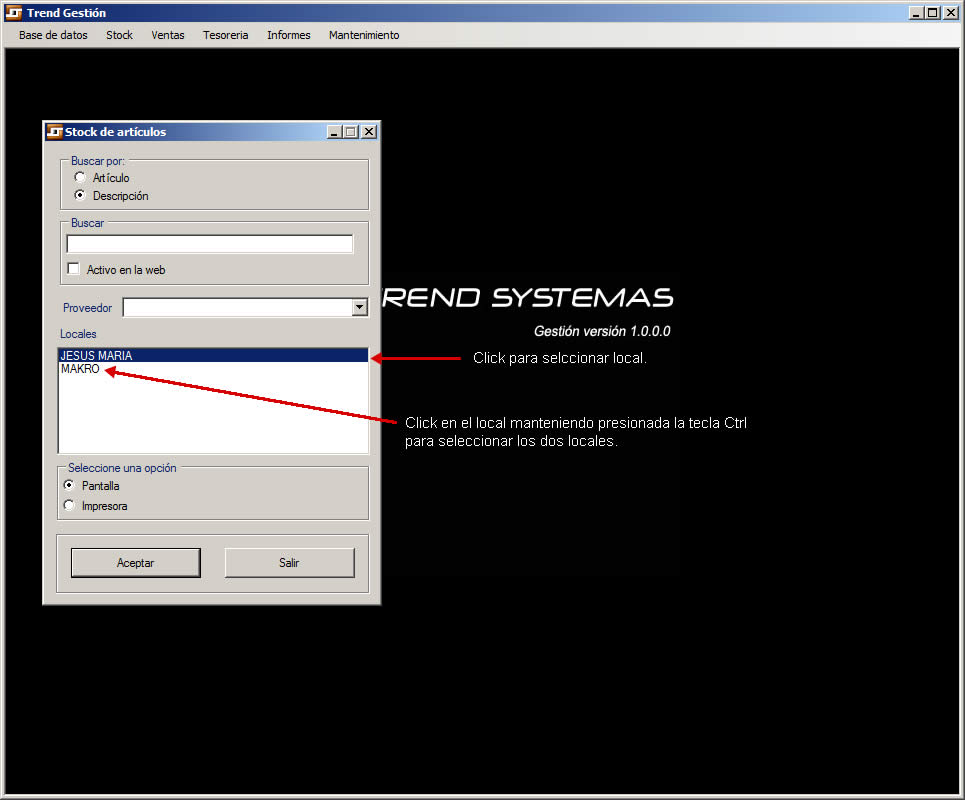 Trend Gestión
Base de datos Stock Ventas Tesoreria Informes Mantenimiento
Stock de artículos
Buscar por:
Artículo
Descripción
Buscar
Activo en la web
Proveedor
REND SYSTEMAS
Gestión versión 1.0.0.0
Locales
JESUS MARIA
MAKRO
Click para selccionar local.
Click en el local manteniendo presionada la tecla Ctrl
para seleccionar los dos locales.
Seleccione una opción
Pantalla
Impresora
Aceptar Salir